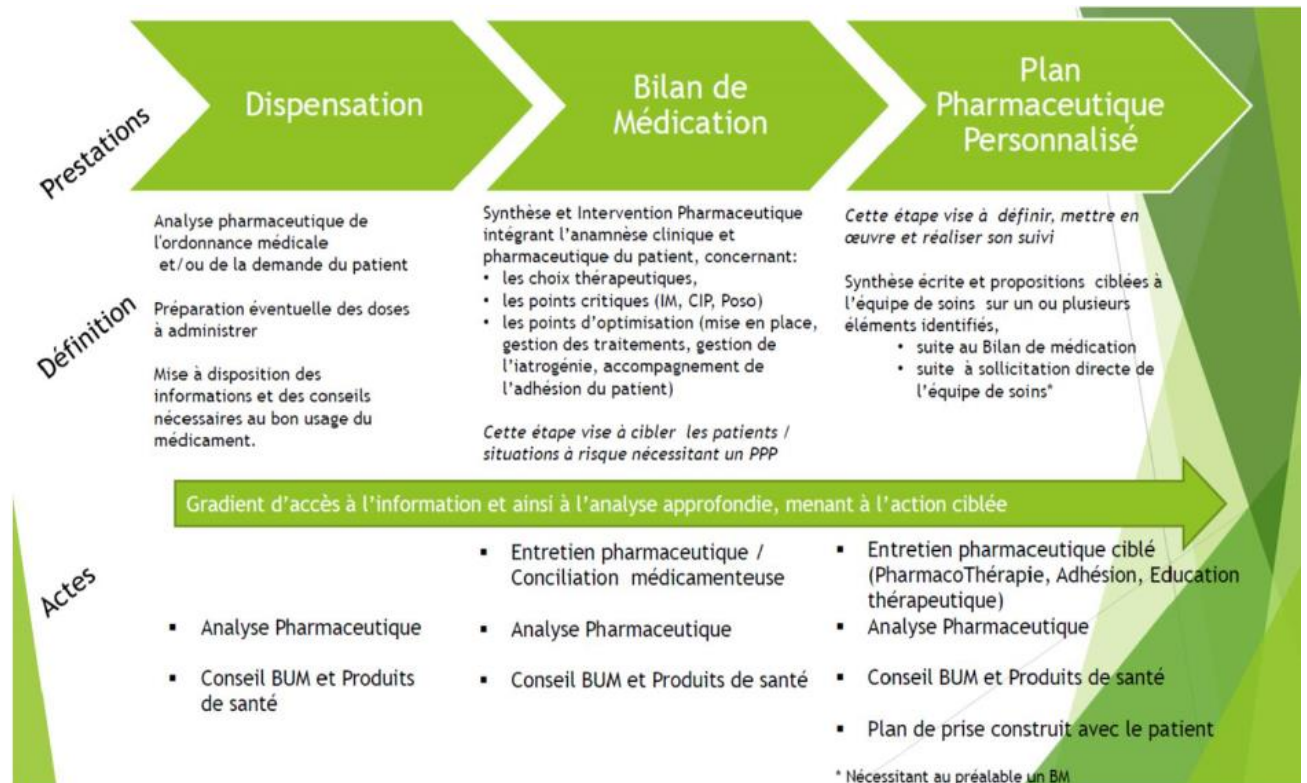 Prestations
Dispensation
Bilan de
Médication
Plan
Pharmaceutique
Personnalisé
Définition
Analyse pharmaceutique de
l'ordonnance médicale
et/ou de la demande du patient
Préparation éventuelle des doses
à administrer
Mise à disposition des
informations et des conseils
nécessaires au bon usage du
médicament.
Synthèse et Intervention Pharmaceutique
intégrant l'anamnèse clinique et
pharmaceutique du patient, concernant:
• les choix thérapeutiques,
• les points critiques (IM, CIP, Poso)
• les points d'optimisation (mise en place,
gestion des traitements, gestion de
l'iatrogénie, accompagnement de
l'adhésion du patient)
Cette étape vise à cibler les patients /
situations à risque nécessitant un PPP
Cette étape vise à définir, mettre en
œuvre et réaliser son suivi
Synthèse écrite et propositions ciblées à
l'équipe de soins sur un ou plusieurs
éléments identifiés,
• suite au Bilan de médication
• suite à sollicitation directe de
l'équipe de soins*
Gradient d'accès à l'information et ainsi à l'analyse approfondie, menant à l'action ciblée
Actes
▪ Analyse Pharmaceutique
▪ Conseil BUM et Produits
de santé
▪ Entretien pharmaceutique /
Conciliation médicamenteuse
▪ Analyse Pharmaceutique
▪ Conseil BUM et Produits de santé
▪ Entretien pharmaceutique ciblé
(PharmacoThérapie, Adhésion, Education
thérapeutique)
▪ Analyse Pharmaceutique
▪ Conseil BUM et Produits de santé
▪ Plan de prise construit avec le patient
* Nécessitant au préalable un BM